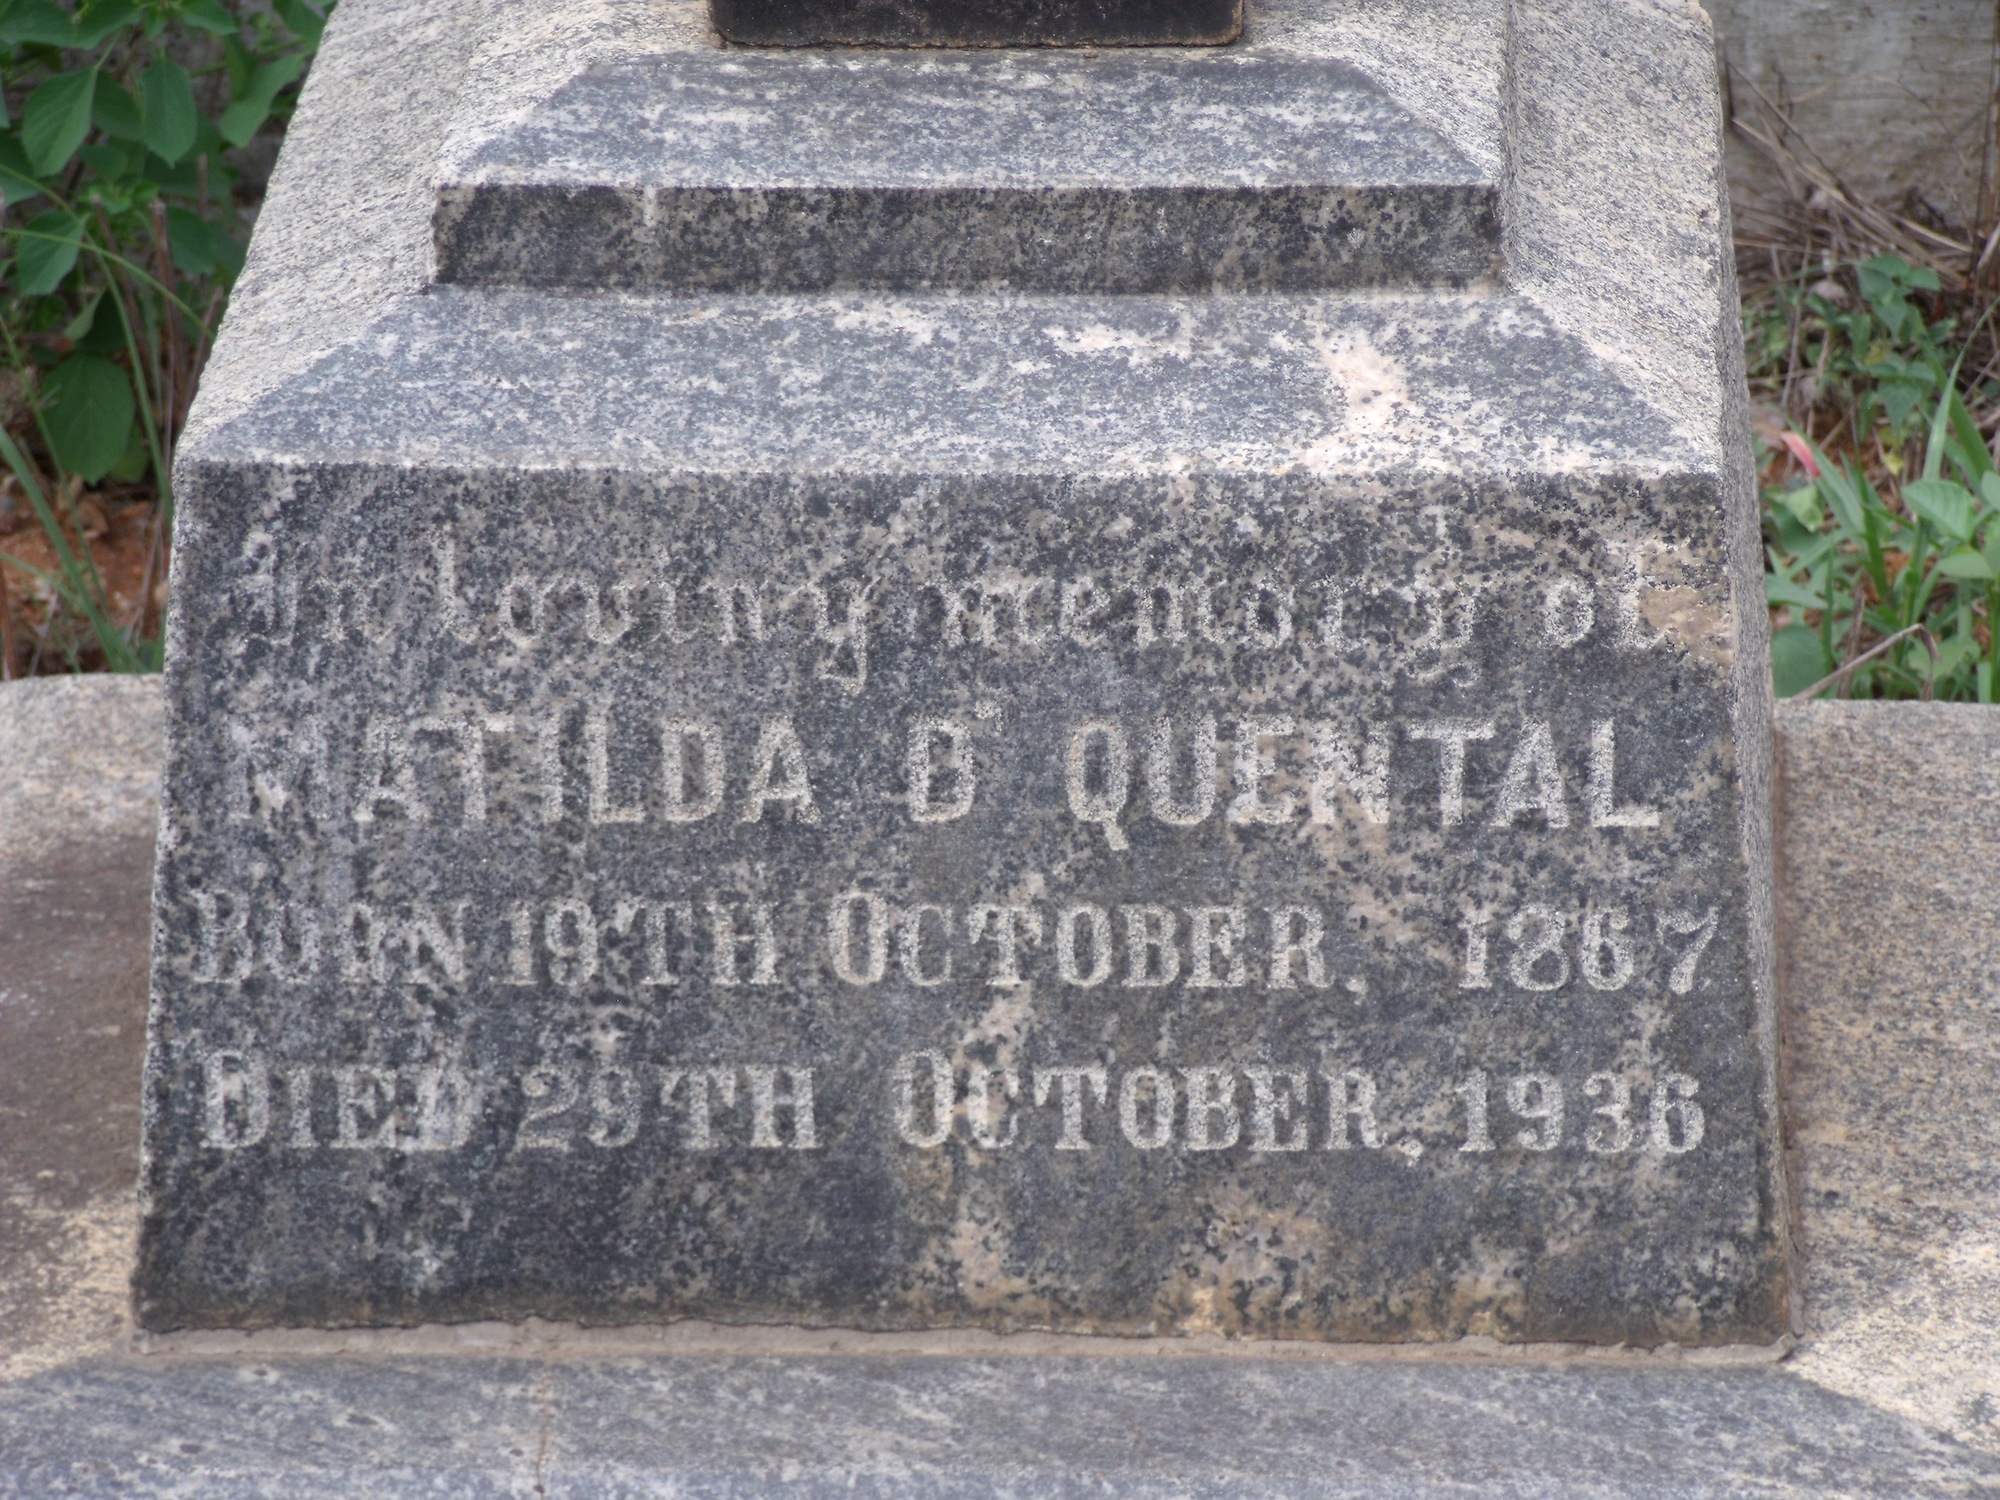 In loving memory of
MATILDA D' QUENTAL
BORN 19TH OCTOBER, 1867
DIED 29TH OCTOBER, 1936